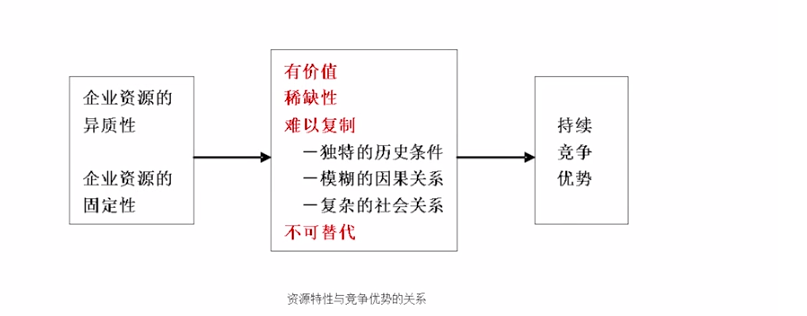 企业资源的
异质性
企业资源的
固定性
有价值
稀缺性
难以复制
—独特的历史条件
—模糊的因果关系
—复杂的社会关系
不可替代
持续
竞争
优势
资源特性与竞争优势的关系